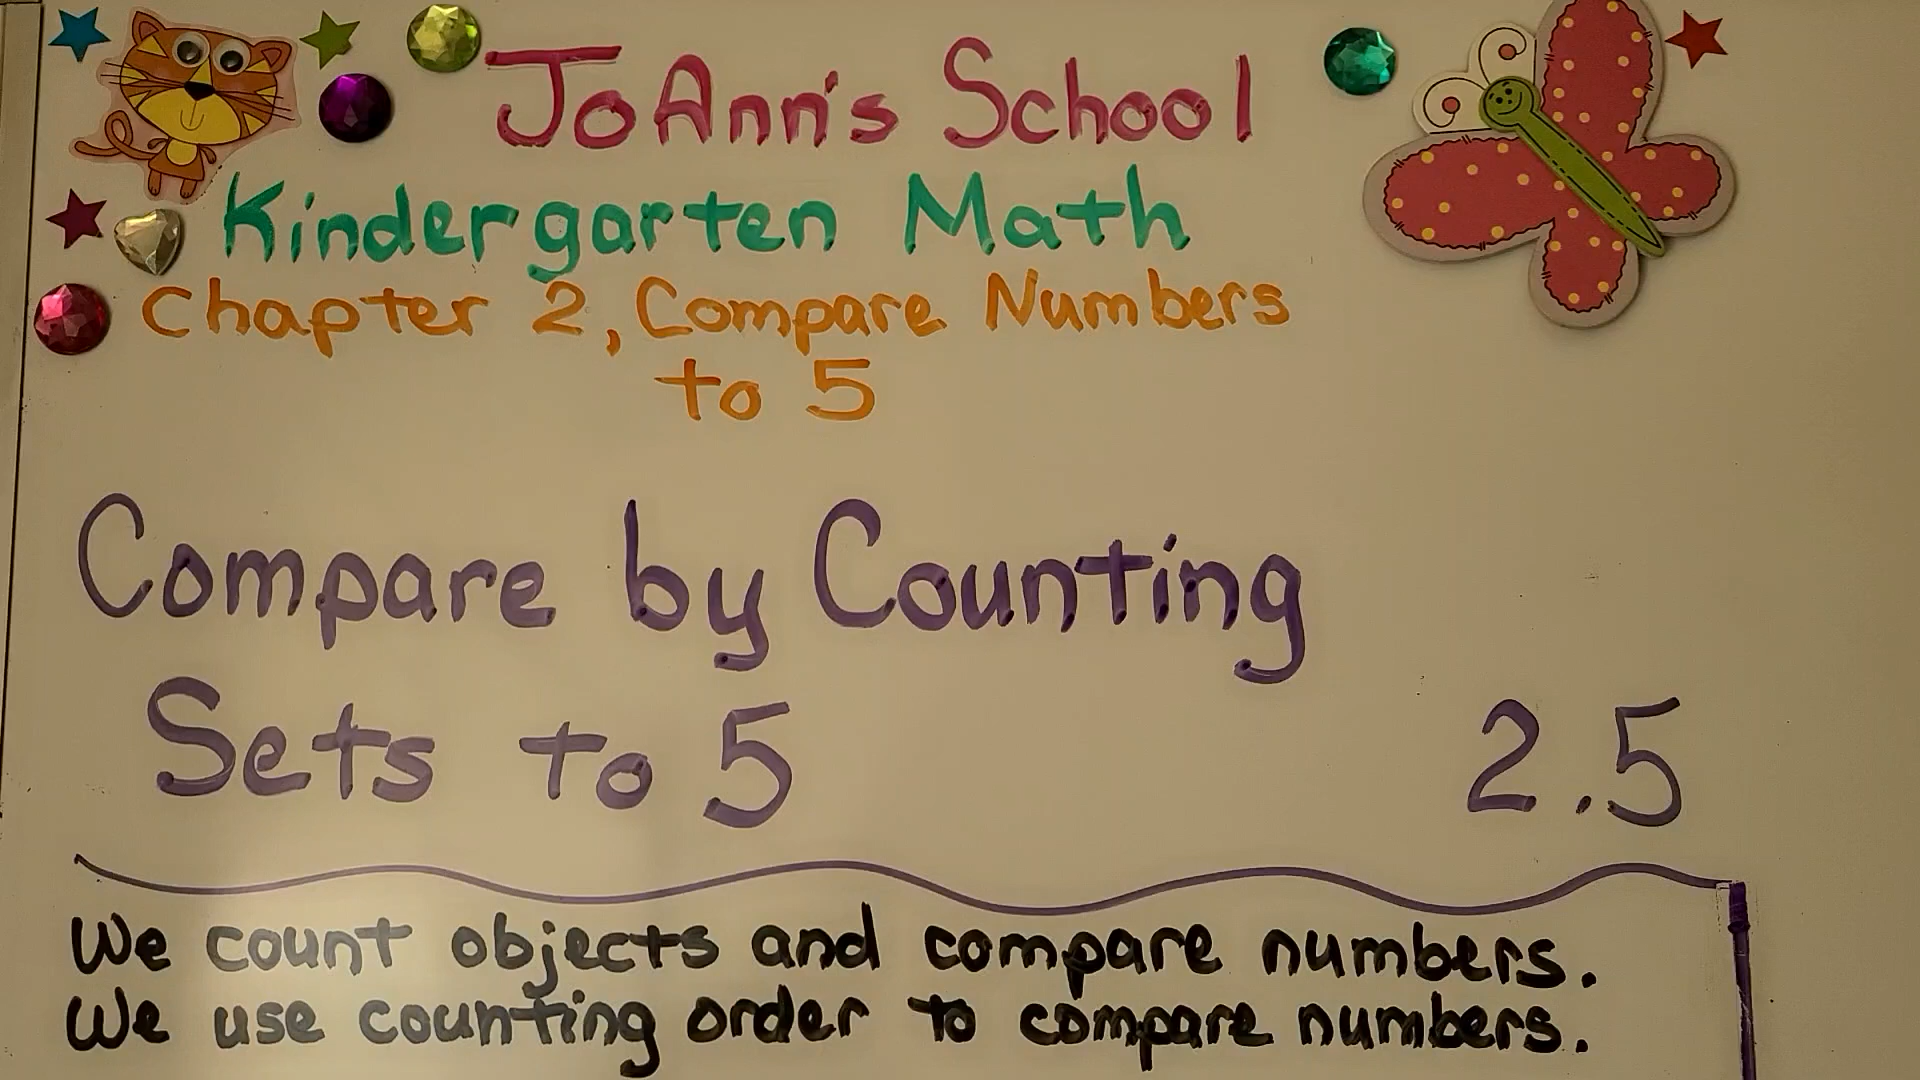 JoAnn's School
Kindergarten Math
Chapter 2, Compare Numbers
to 5
Compare by Counting
Sets to 5
2.5
We count objects and compare numbers.
We use counting order to compare numbers.